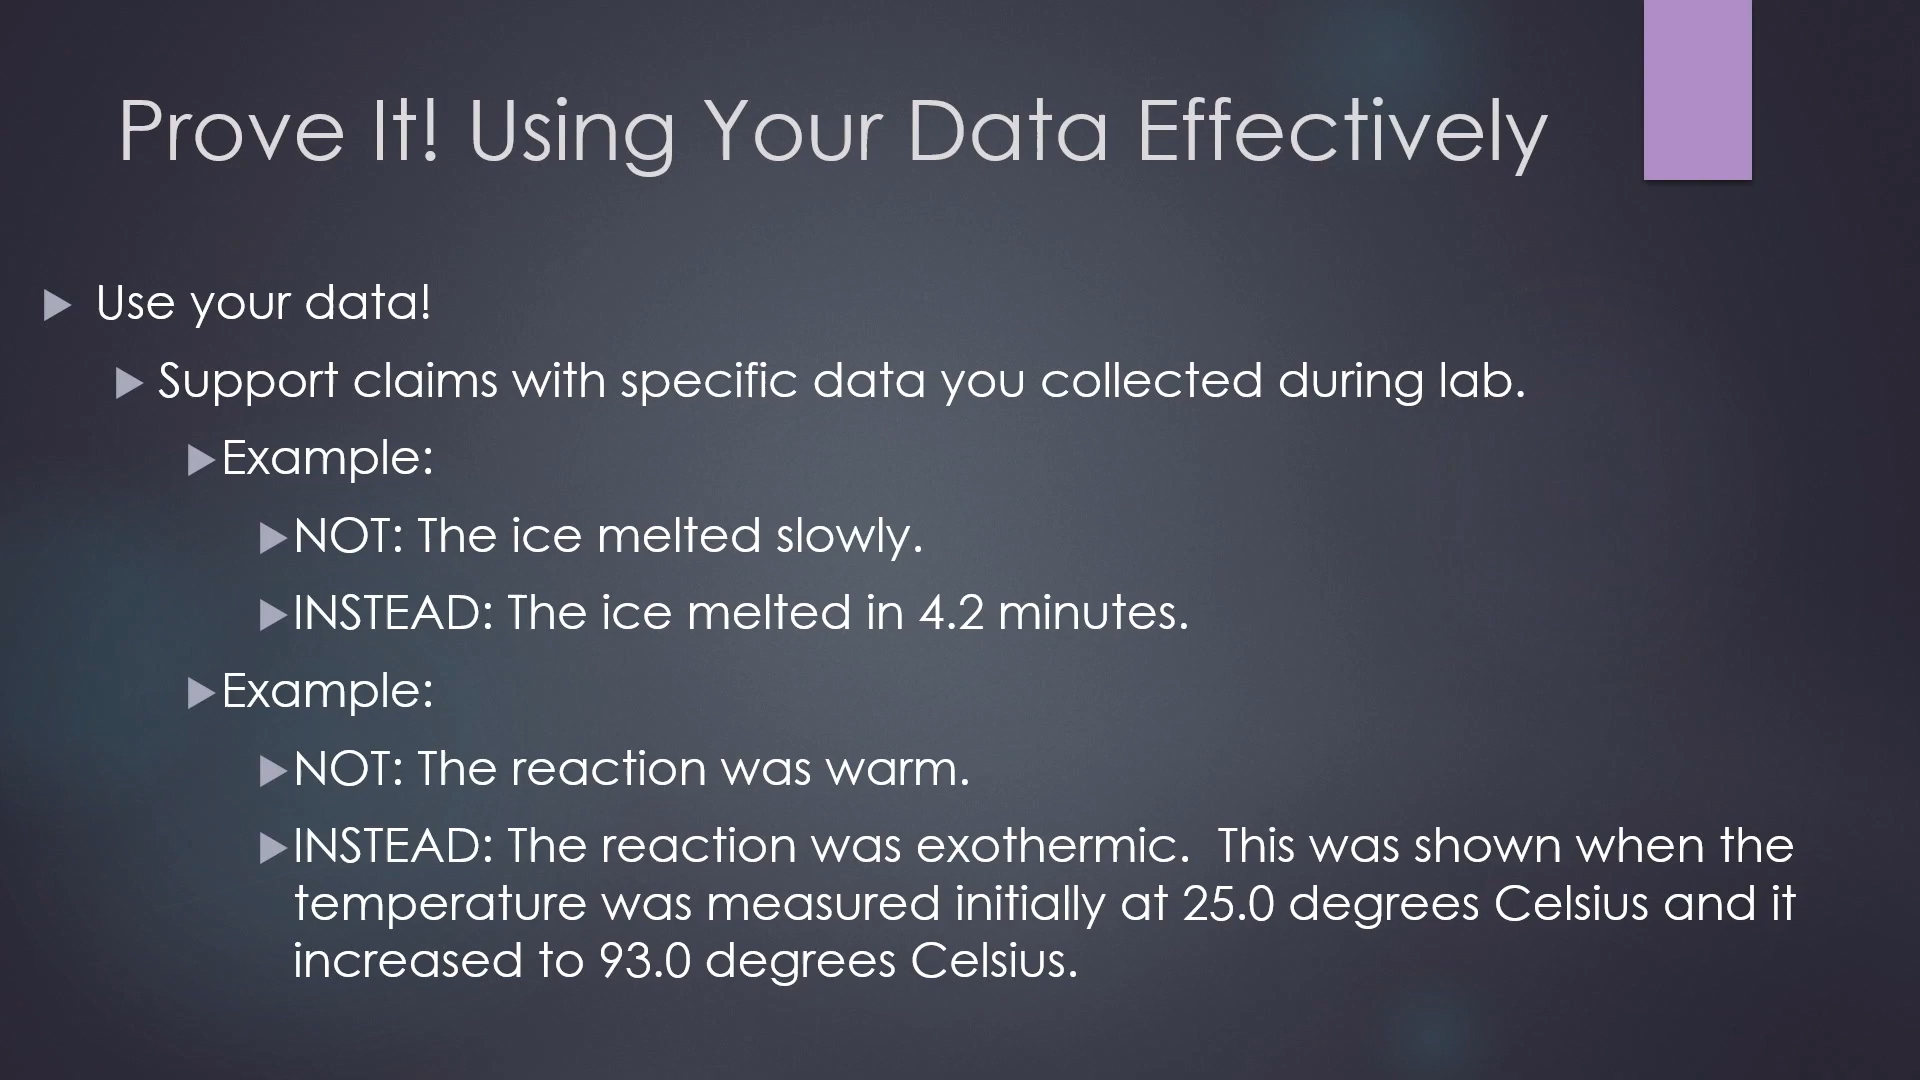 Prove It! Using Your Data Effectively
Use your data!
Support claims with specific data you collected during lab.
Example:
NOT: The ice melted slowly.
INSTEAD: The ice melted in 4.2 minutes.
Example:
NOT: The reaction was warm.
INSTEAD: The reaction was exothermic.  This was shown when the
temperature was measured initially at 25.0 degrees Celsius and it
increased to 93.0 degrees Celsius.